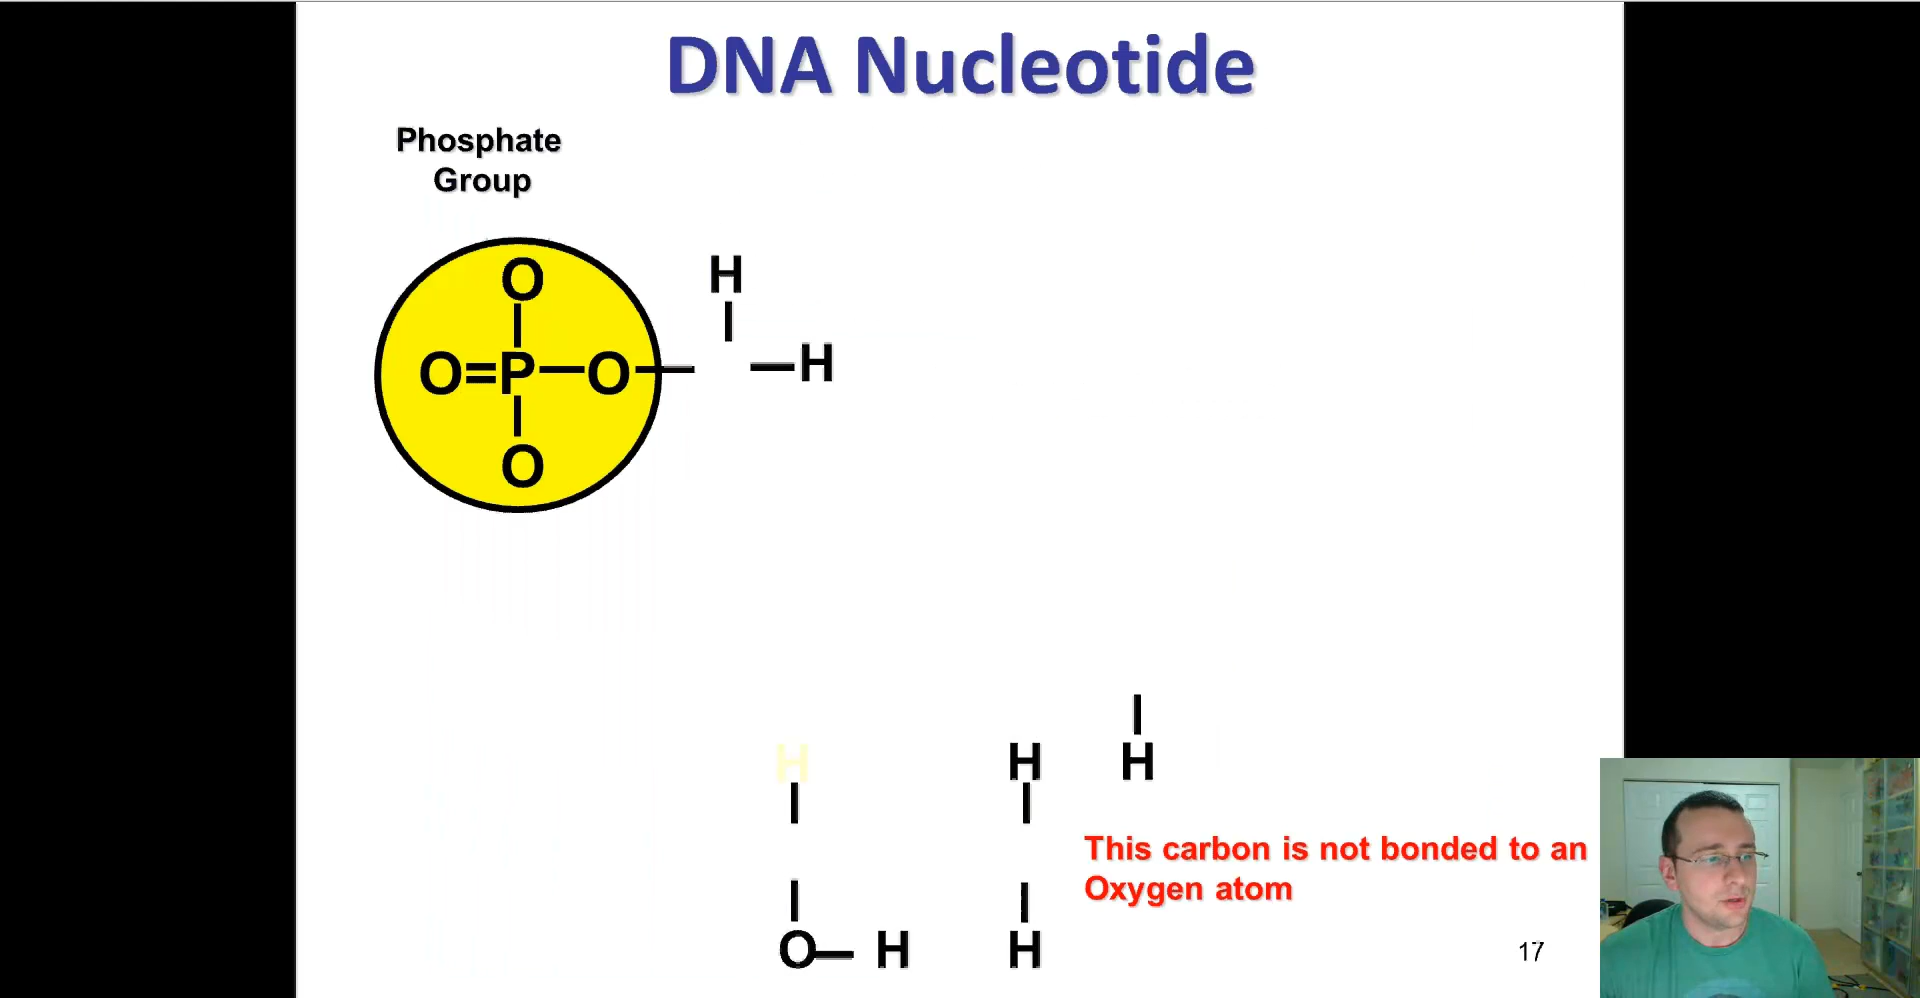 DNA Nucleotide
Phosphate
Group
O
H
O=P—O—
—H
O
H
H
H
This carbon is not bonded to an
Oxygen atom
O— H
H
17